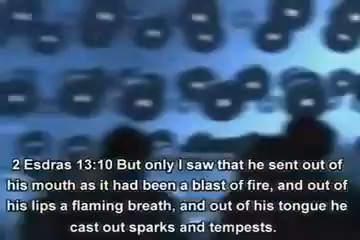 2 Esdras 13:10 But only I saw that he sent out of
his mouth as it had been a blast of fire, and out of
his lips a flaming breath, and out of his tongue he
cast out sparks and tempests.